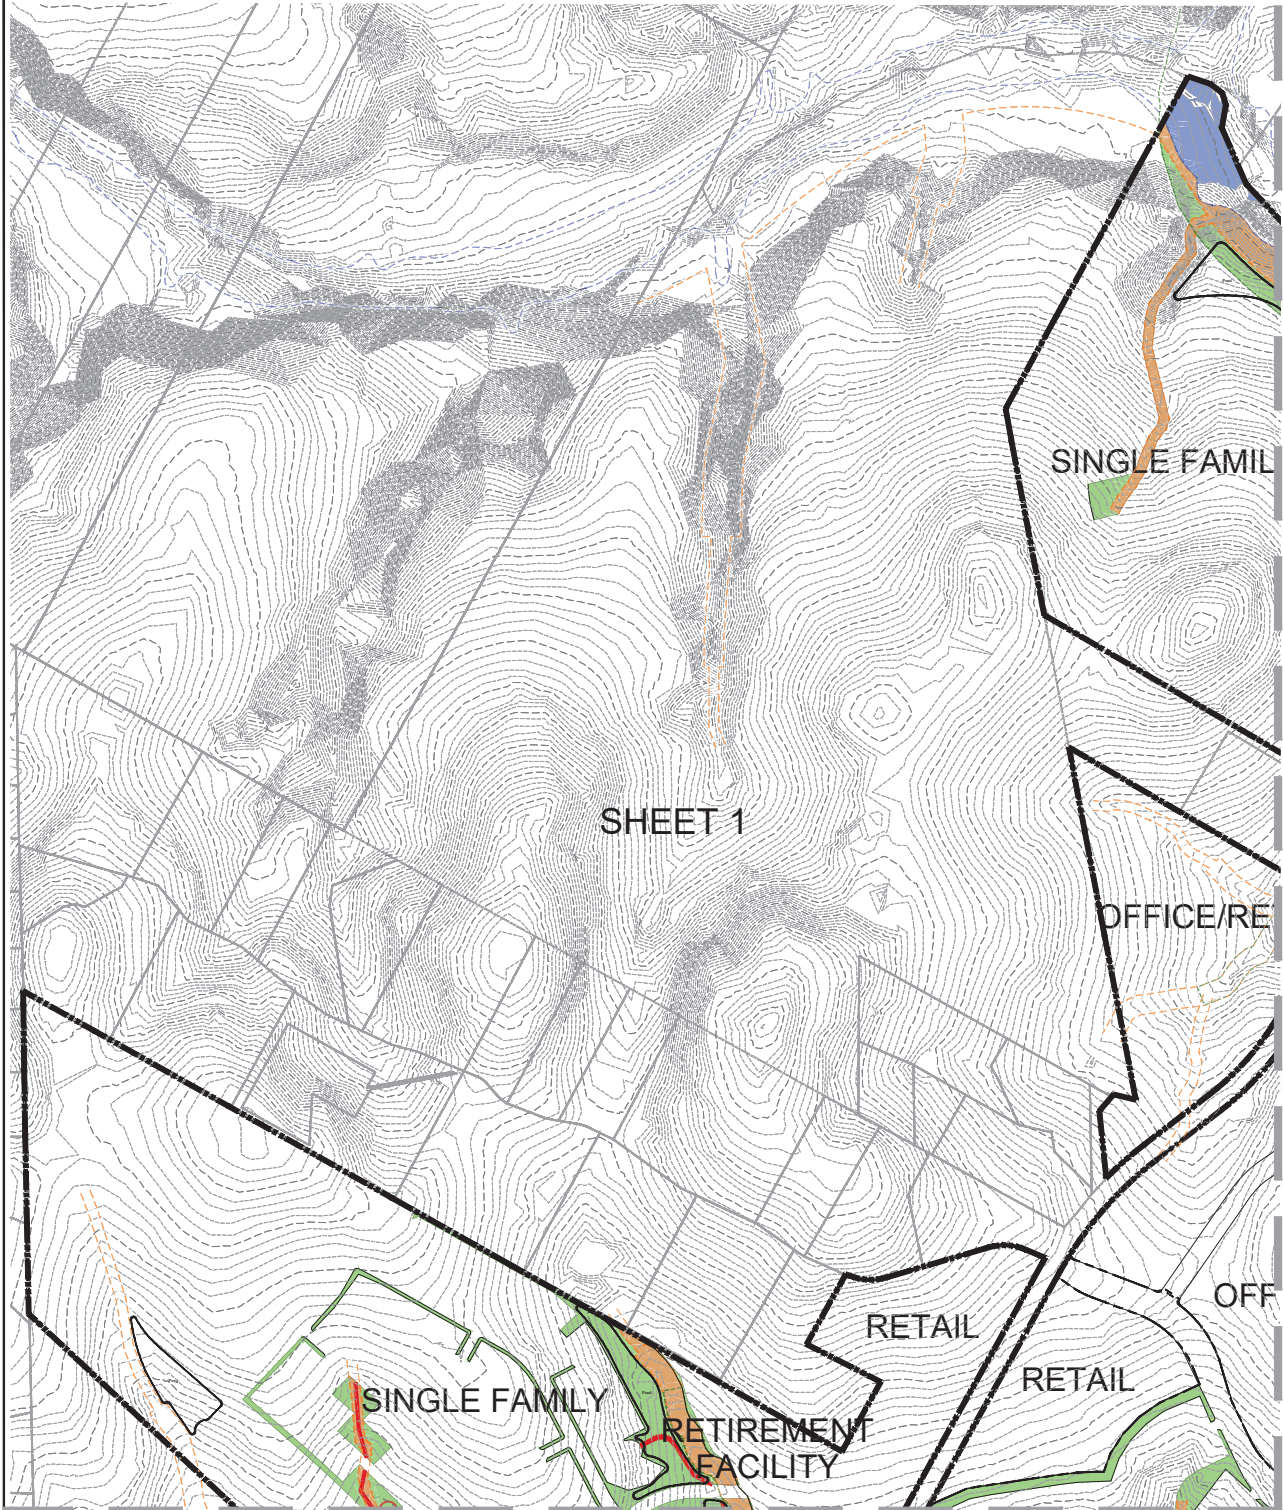 SINGLE FAMIL
SHEET 1
OFFICE/RE
OFF
RETAIL
RETAIL
SINGLE FAMILY
RETIREMENT
FACILITY